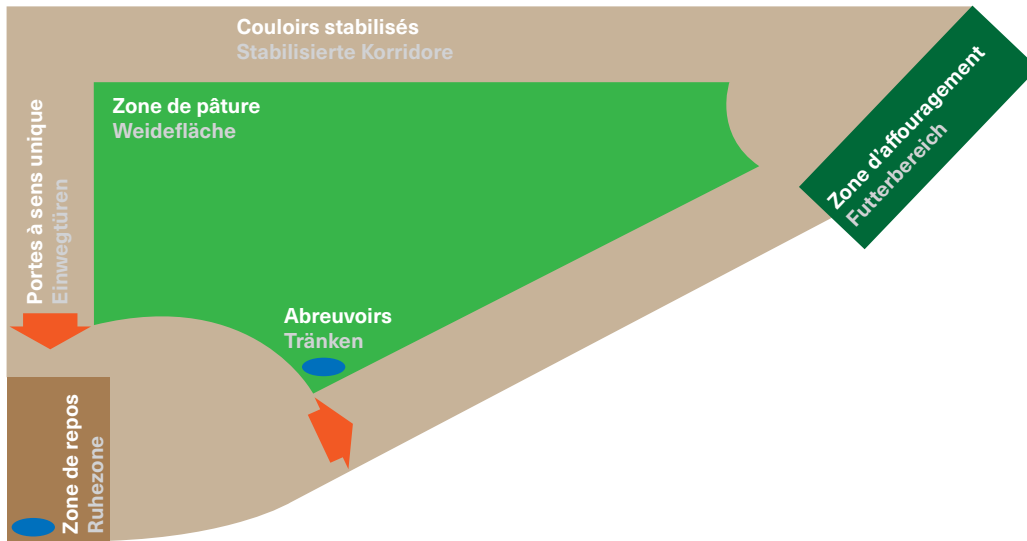 Couloirs stabilisés
Stabilisierte Korridore
Zone de pâture
Weidefläche
Portes à sens unique
Einwegtüren
Zone d'affouragement
Futterbereich
Abreuvoirs
Tränken
Zone de repos
Ruhezone